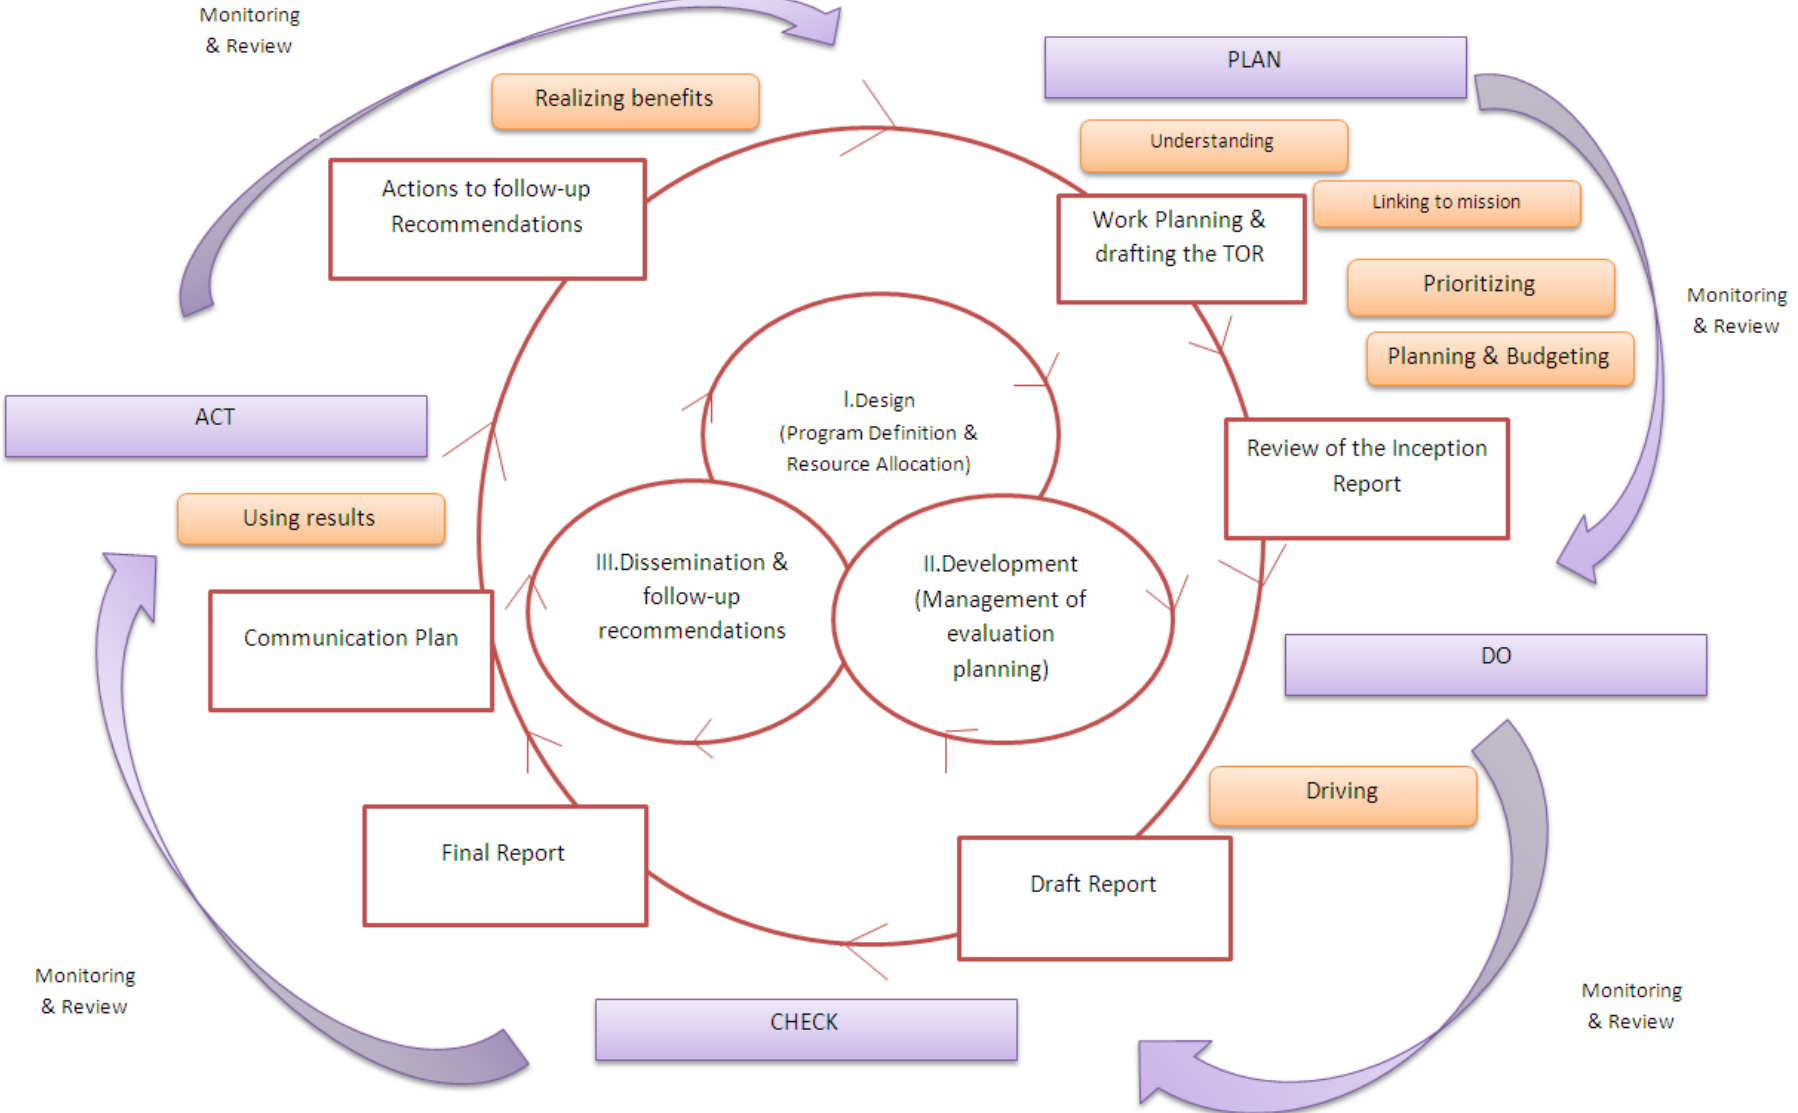 Monitoring
& Review
PLAN
Realizing benefits
Understanding
Actions to follow-up
Recommendations
Linking to mission
Work Planning &
drafting the TOR
Prioritizing
Monitoring
& Review
Planning & Budgeting
I.Design
(Program Definition &
Resource Allocation)
ACT
Review of the Inception
Report
Using results
III.Dissemination &
follow-up
recommendations
II.Development
(Management of
evaluation
planning)
Communication Plan
DO
Driving
Final Report
Draft Report
Monitoring
& Review
Monitoring
& Review
CHECK